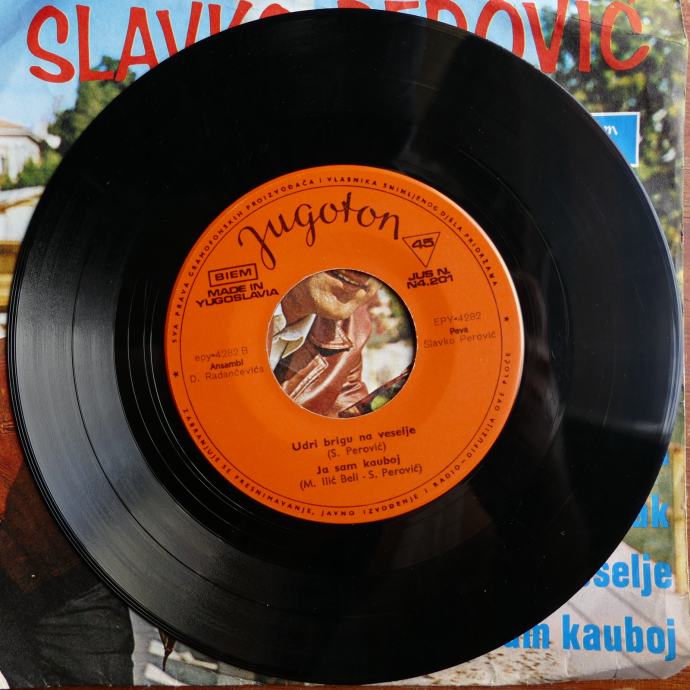 SLAVKO PEROVIĆ
SVA PRAVA GRAMOFONSKIH PROIZVOĐAČA I VLASNIKA SNIMLJENOG DJELA PRIDRŽANA
Jugoton
45
BIEM
MADE IN
YUGOSLAVIA
JUS N.
N4.201
epy-4282 B
Ansambl
D. Radančevića
EPY-4282
Peva
Slavko Perović
Udri brigu na veselje
(S. Perović)
Ja sam kauboj
(M. Ilić Beli - S. Perović)
ZABRANJUJE SE PRESNIMAVANJE, JAVNO IZVOĐENJE I RADIO-DIFUZIJA OVE PLOČE
kauboj